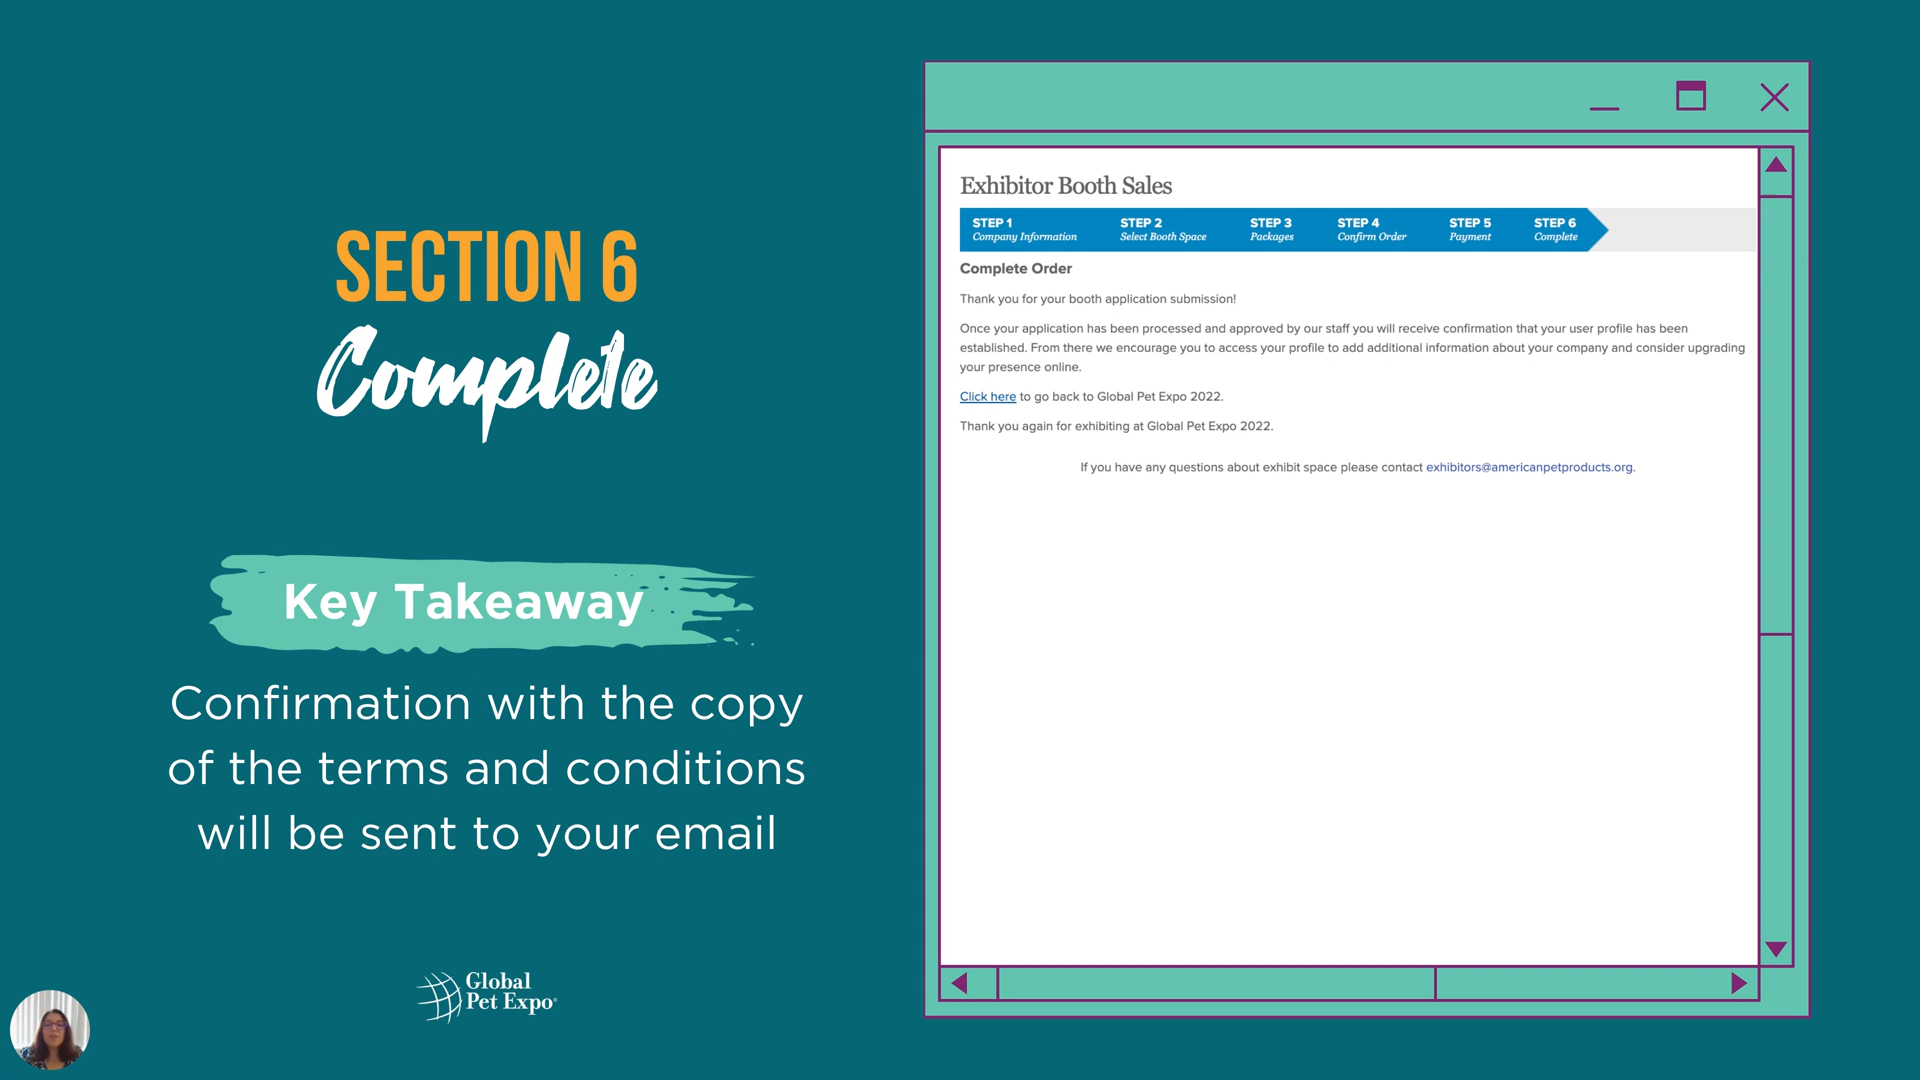 SECTION 6
Complete
Key Takeaway
Confirmation with the copy
of the terms and conditions
will be sent to your email
Global
Pet Expo
Exhibitor Booth Sales
STEP 1 STEP 2 STEP 3 STEP 4 STEP 5 STEP 6
Company Information Select Booth Space Packages Confirm Order Payment Complete
Complete Order
Thank you for your booth application submission!
Once your application has been processed and approved by our staff you will receive confirmation that your user profile has been
established. From there we encourage you to access your profile to add additional information about your company and consider upgrading
your presence online.
Click here to go back to Global Pet Expo 2022.
Thank you again for exhibiting at Global Pet Expo 2022.
If you have any questions about exhibit space please contact exhibitors@americanpetproducts.org.